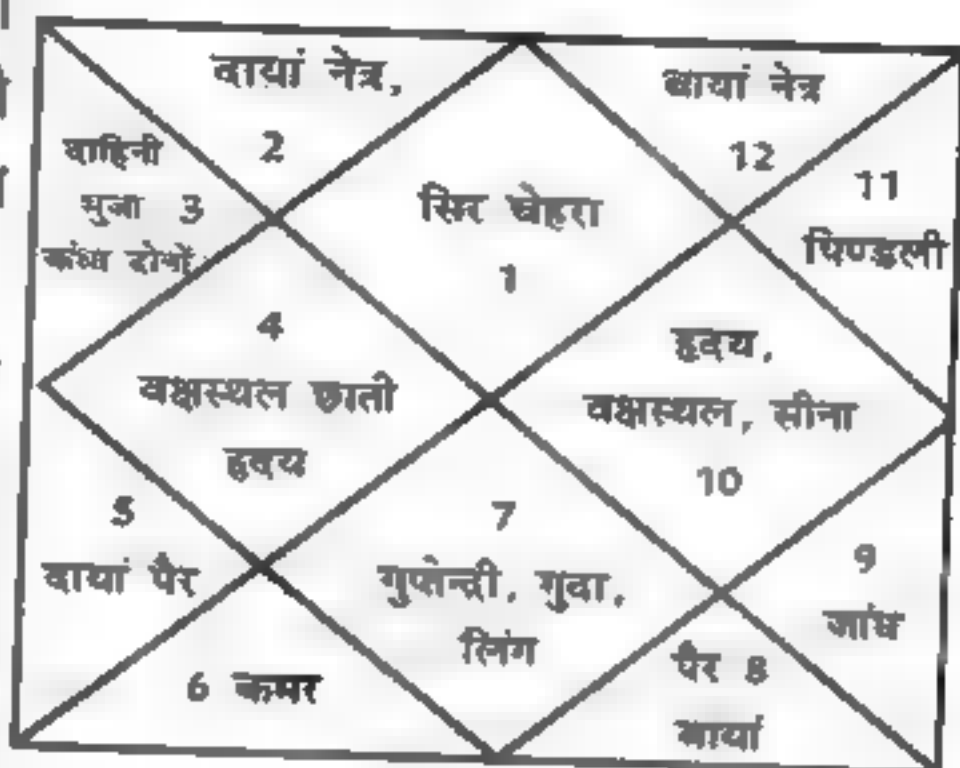 दायां नेत्र,
2
बायां नेत्र
12
दाहिनी
भुजा 3
कंधा दोनों
सिर चेहरा
1
11
पिण्डली
4
वक्षस्थल छाती
हृदय
हृदय,
वक्षस्थल, सीना
10
5
दायां पैर
7
गुप्तेन्द्री, गुदा,
लिंग
9
जांघ
6 कमर
पैर 8
बायां